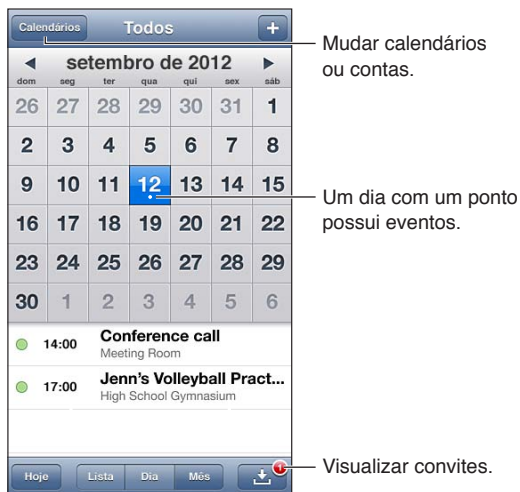 Calendários Todos +
Mudar calendários
ou contas.
setembro de 2012
dom seg ter qua qui sex sáb
26 27 28 29 30 31 1
2 3 4 5 6 7 8
9 10 11 12 13 14 15
Um dia com um ponto
possui eventos.
16 17 18 19 20 21 22
23 24 25 26 27 28 29
30 1 2 3 4 5 6
14:00 Conference call
Meeting Room
17:00 Jenn's Volleyball Pract...
High School Gymnasium
Hoje Lista Dia Mês 1
Visualizar convites.